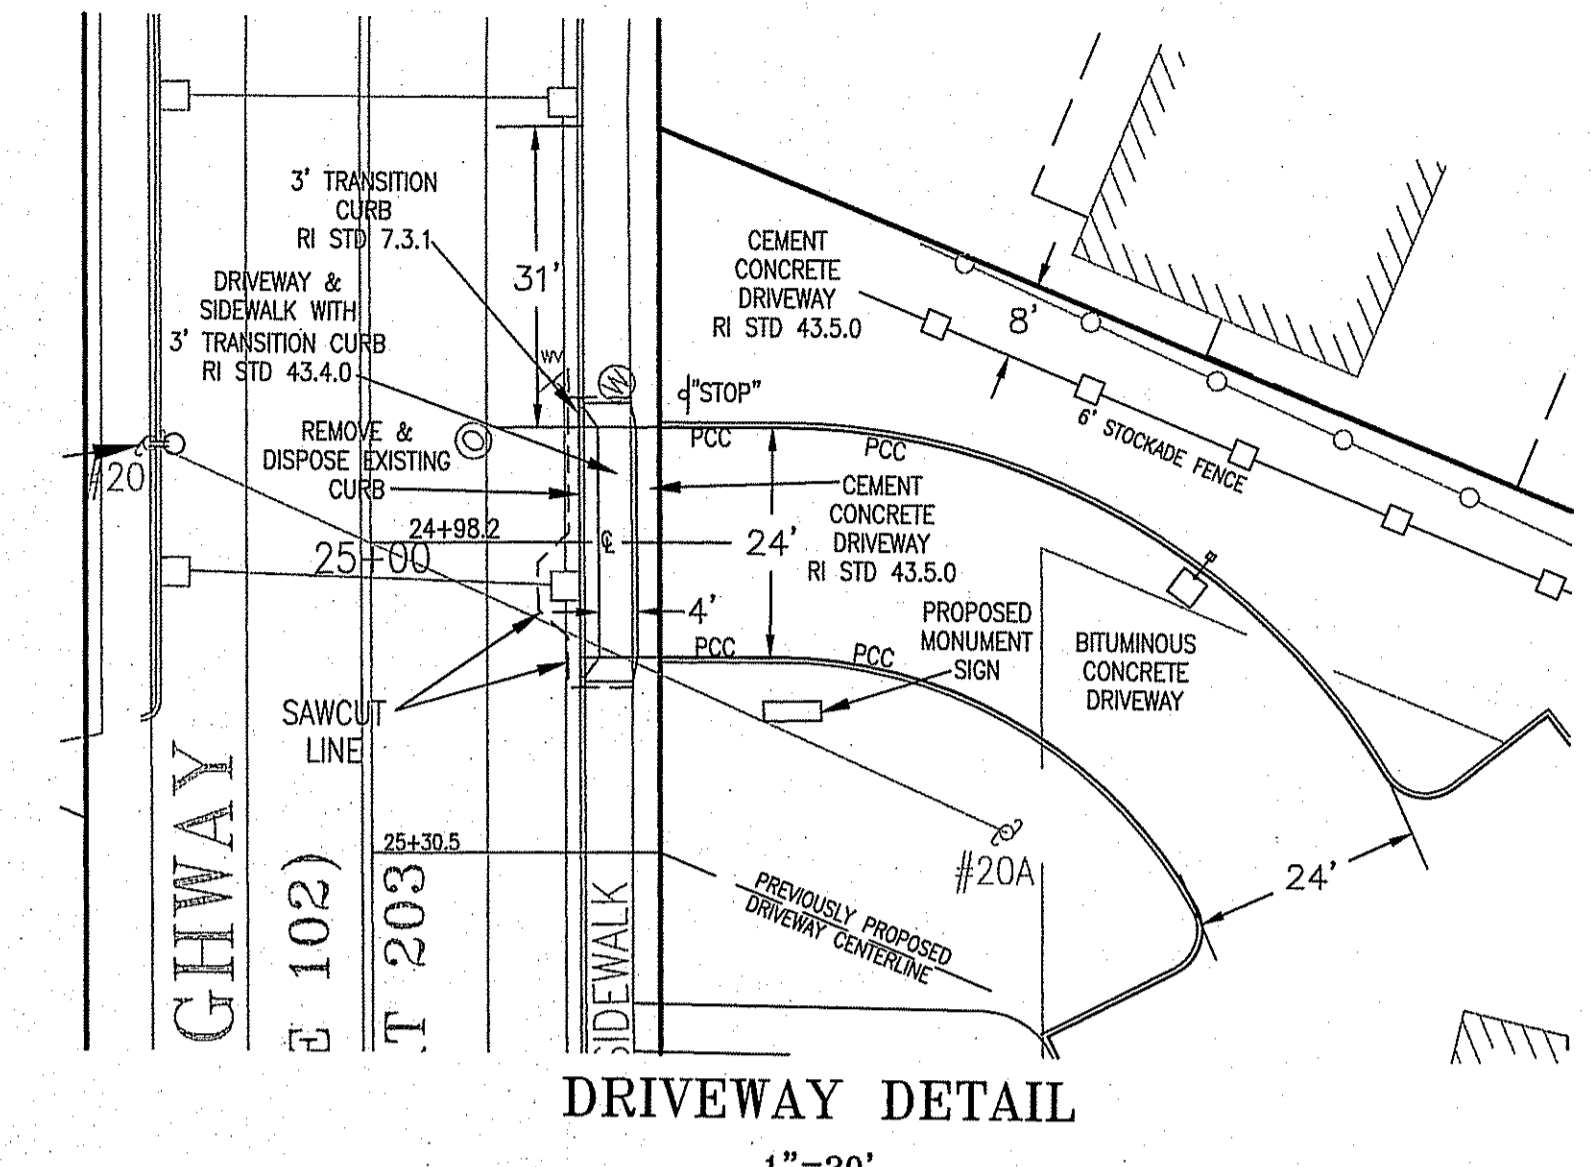 3' TRANSITION
CURB
RI STD 7.3.1
DRIVEWAY &
SIDEWALK WITH
3' TRANSITION CURB
RI STD 43.4.0
31'
WV
W
CEMENT
CONCRETE
DRIVEWAY
RI STD 43.5.0
8'
6' STOCKADE FENCE
"STOP"
PCC
PCC
REMOVE &
DISPOSE EXISTING
CURB
#20
24+98.2
25+00
℄
24'
CEMENT
CONCRETE
DRIVEWAY
RI STD 43.5.0
4'
PCC
PCC
PROPOSED
MONUMENT
SIGN
BITUMINOUS
CONCRETE
DRIVEWAY
SAWCUT
LINE
25+30.5
#20A
24'
PREVIOUSLY PROPOSED
DRIVEWAY CENTERLINE
GHWAY
E 102)
T 203
SIDEWALK
DRIVEWAY DETAIL